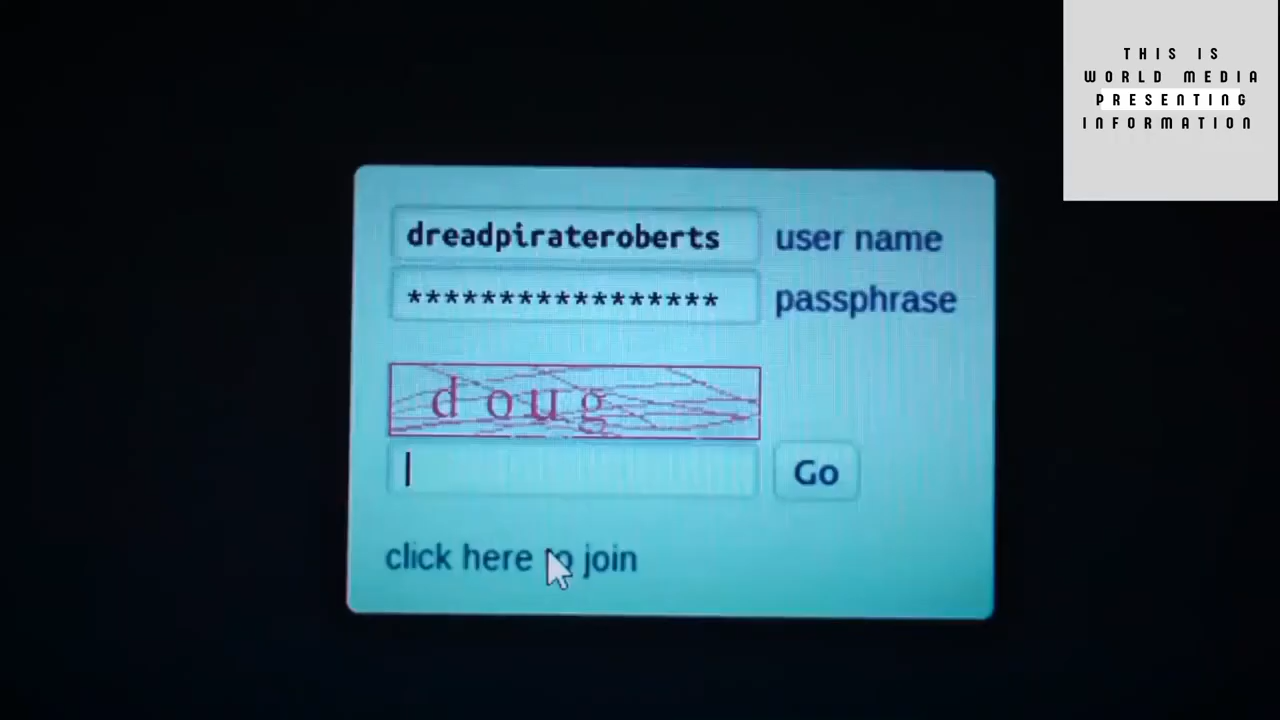 THIS IS
WORLD MEDIA
PRESENTING
INFORMATION
dreadpirateroberts user name
***************** passphrase
doug
Go
click here to join